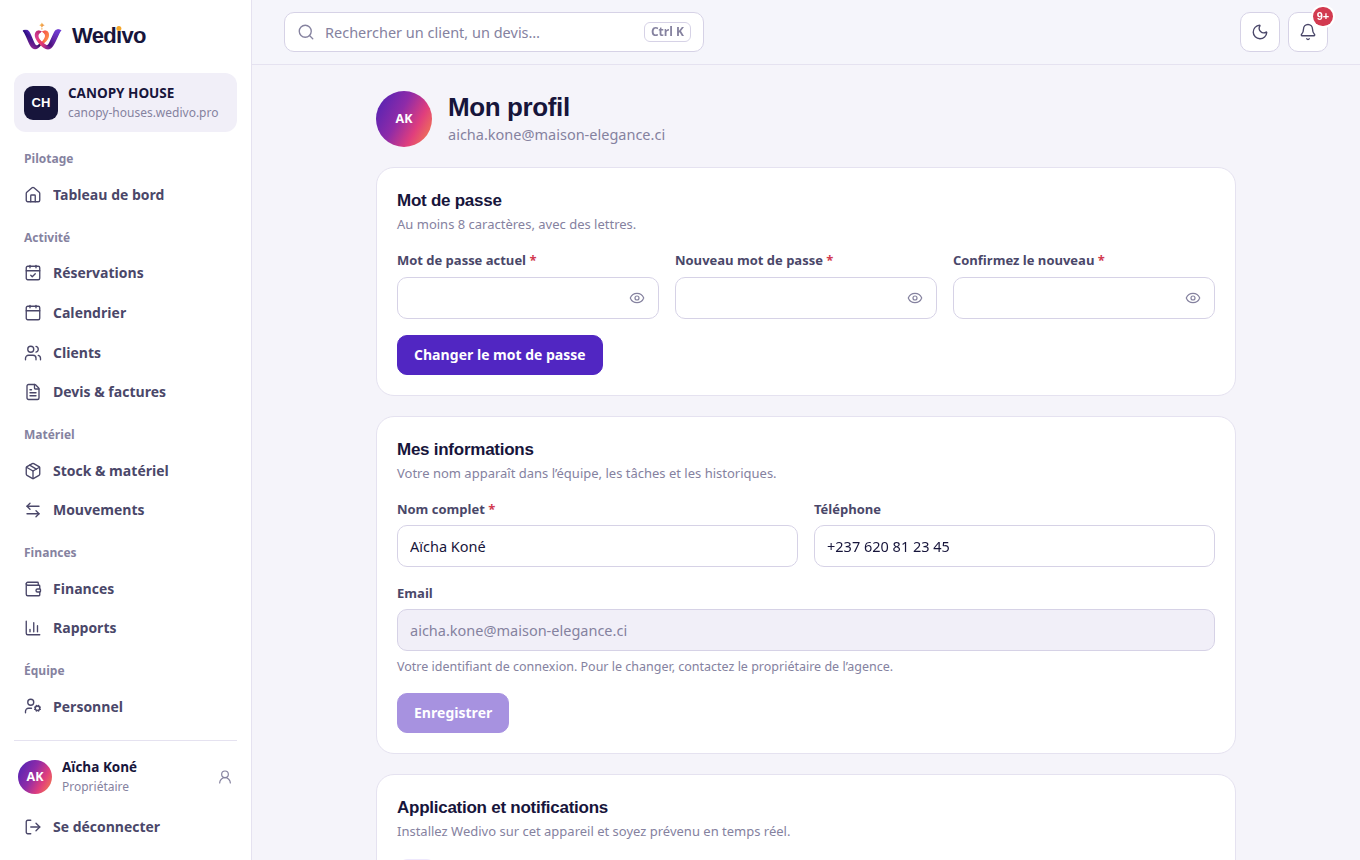 Wedivo
CH
CANOPY HOUSE
canopy-houses.wedivo.pro
Pilotage
Tableau de bord
Activité
Réservations
Calendrier
Clients
Devis & factures
Matériel
Stock & matériel
Mouvements
Finances
Finances
Rapports
Équipe
Personnel
AK
Aïcha Koné
Propriétaire
Se déconnecter
Rechercher un client, un devis…
Ctrl K
9+
AK
Mon profil
aicha.kone@maison-elegance.ci
Mot de passe
Au moins 8 caractères, avec des lettres.
Mot de passe actuel *
Nouveau mot de passe *
Confirmez le nouveau *
Changer le mot de passe
Mes informations
Votre nom apparaît dans l’équipe, les tâches et les historiques.
Nom complet *
Téléphone
Aïcha Koné
+237 620 81 23 45
Email
aicha.kone@maison-elegance.ci
Votre identifiant de connexion. Pour le changer, contactez le propriétaire de l’agence.
Enregistrer
Application et notifications
Installez Wedivo sur cet appareil et soyez prévenu en temps réel.